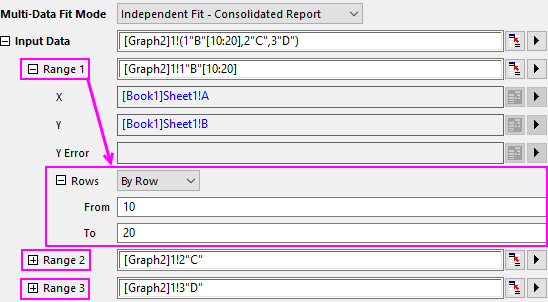 Multi-Data Fit Mode Independent Fit - Consolidated Report
Input Data [Graph2]1!(1"B"[10:20],2"C",3"D")
Range 1 [Graph2]1!1"B"[10:20]
X [Book1]Sheet1!A
Y [Book1]Sheet1!B
Y Error
Rows By Row
From 10
To 20
Range 2 [Graph2]1!2"C"
Range 3 [Graph2]1!3"D"